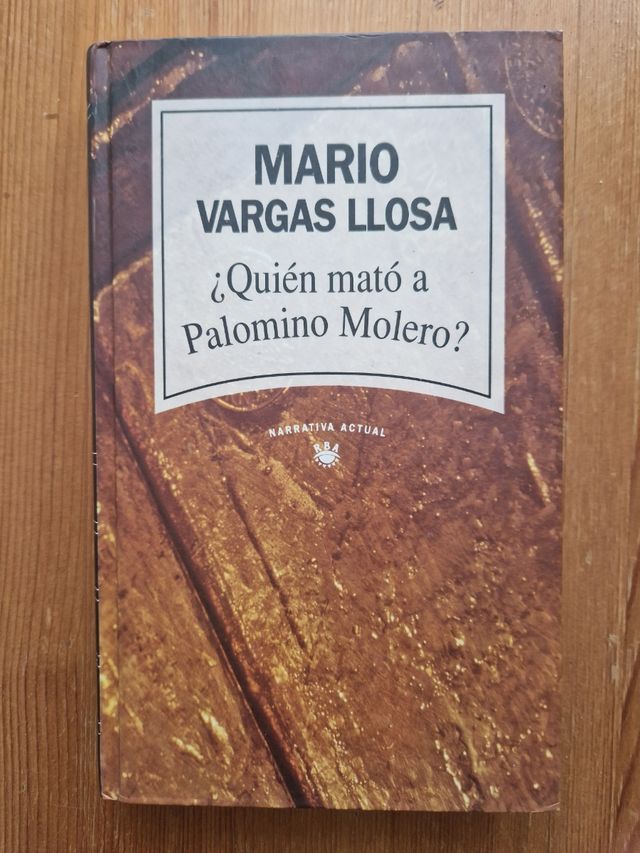 MARIO
VARGAS LLOSA
¿Quién mató a
Palomino Molero?
NARRATIVA ACTUAL
RBA